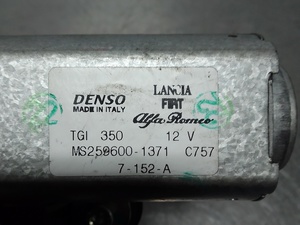 DENSO
MADE IN ITALY
LANCIA
FIAT
Alfa Romeo
TGI 350 12 V
MS259600-1371 C757
7-152-A